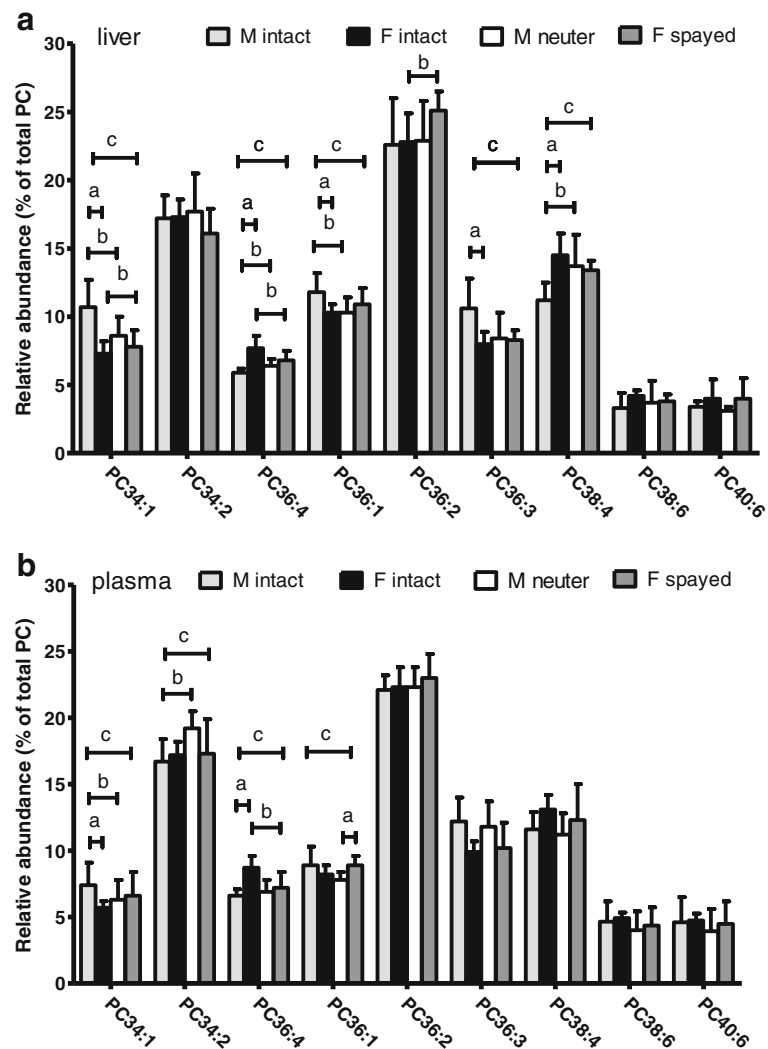 a
liver
M intact F intact M neuter F spayed
Relative abundance (% of total PC)
30
25
20
15
10
5
0
c
a
b
b
c
a
b
b
c
a
b
b
c
a
c
a
b
PC34:1 PC34:2 PC36:4 PC36:1 PC36:2 PC36:3 PC38:4 PC38:6 PC40:6
b
plasma
M intact F intact M neuter F spayed
Relative abundance (% of total PC)
30
25
20
15
10
5
0
c
b
a
c
b
c
a
b
c
a
PC34:1 PC34:2 PC36:4 PC36:1 PC36:2 PC36:3 PC38:4 PC38:6 PC40:6